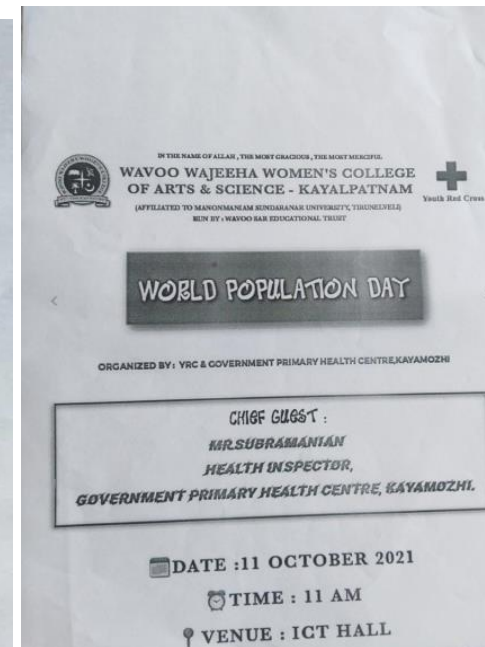 IN THE NAME OF ALLAH , THE MOST GRACIOUS , THE MOST MERCIFUL
WAVOO WAJEEHA WOMEN'S COLLEGE
OF ARTS & SCIENCE - KAYALPATNAM
(AFFILIATED TO MANONMANIAM SUNDARANAR UNIVERSITY, TIRUNELVELI)
RUN BY : WAVOO SAR EDUCATIONAL TRUST
Youth Red Cross
WORLD POPULATION DAY
ORGANIZED BY : YRC & GOVERNMENT PRIMARY HEALTH CENTRE,KAYAMOZHI
CHIEF GUEST :
MR.SUBRAMANIAN
HEALTH INSPECTOR,
GOVERNMENT PRIMARY HEALTH CENTRE, KAYAMOZHI.
DATE :11 OCTOBER 2021
TIME : 11 AM
VENUE : ICT HALL